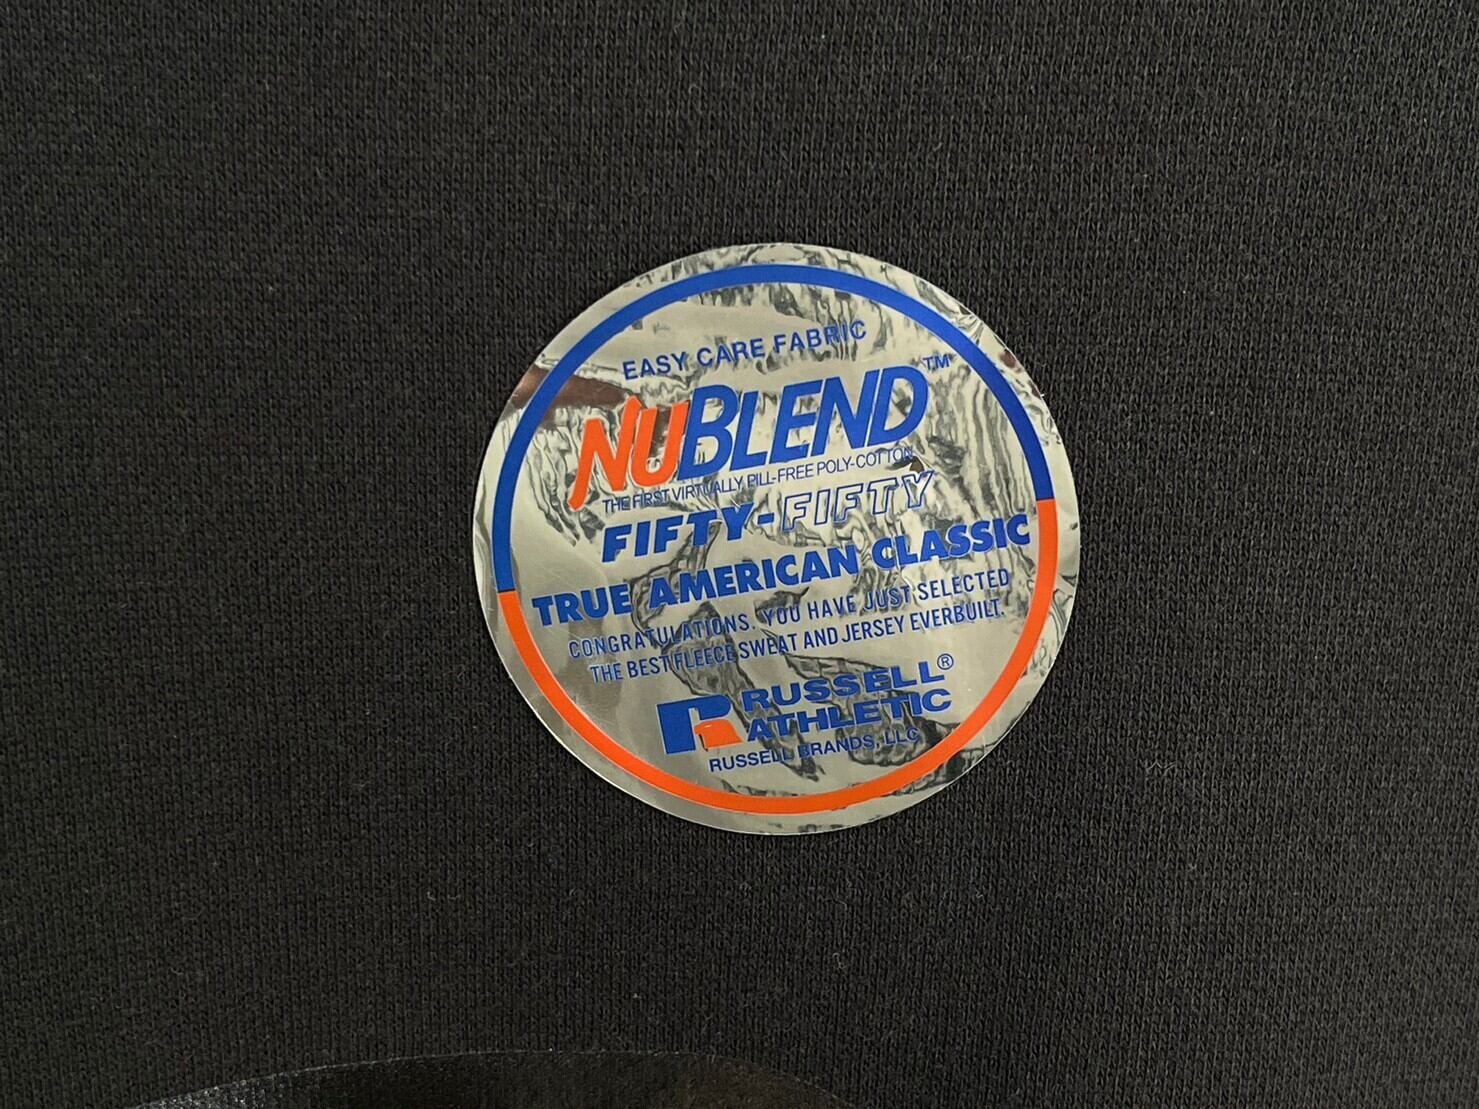 EASY CARE FABRIC
NUBLEND™
THE FIRST VIRTUALLY PILL-FREE POLY-COTTON
FIFTY-FIFTY
TRUE AMERICAN CLASSIC
CONGRATULATIONS. YOU HAVE JUST SELECTED
THE BEST FLEECE SWEAT AND JERSEY EVERBUILT.
RUSSELL®
ATHLETIC
RUSSELL BRANDS, LLC